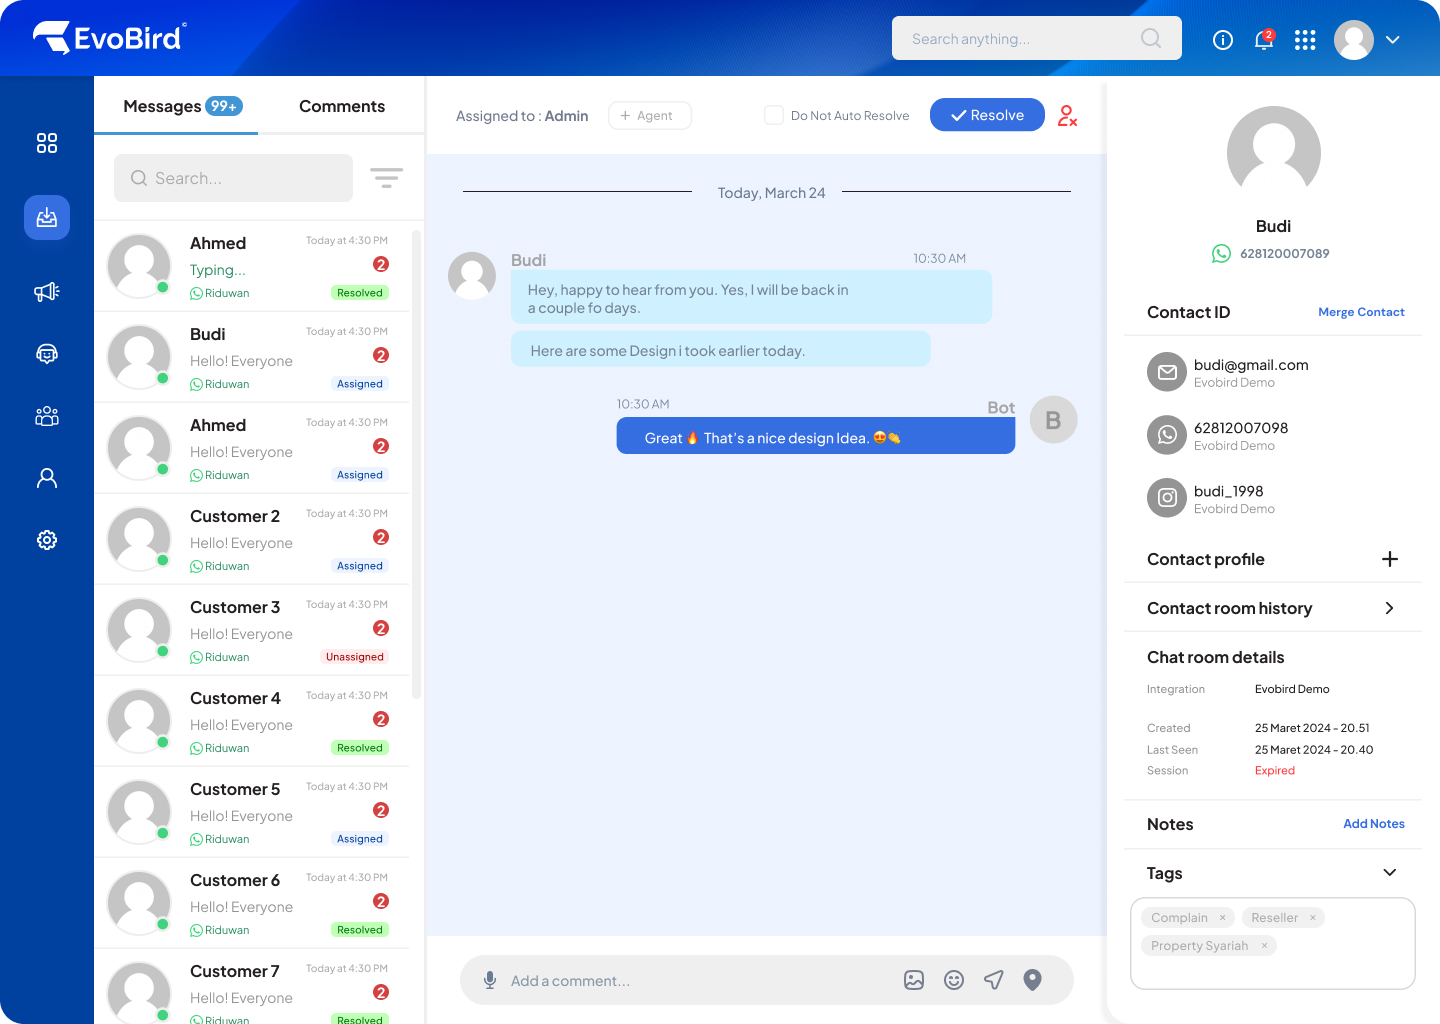 EvoBird©
Search anything...
2
Messages 99+
Comments
Search...
Ahmed
Today at 4:30 PM
Typing...
2
Riduwan
Resolved
Budi
Today at 4:30 PM
Hello! Everyone
2
Riduwan
Assigned
Ahmed
Today at 4:30 PM
Hello! Everyone
2
Riduwan
Assigned
Customer 2
Today at 4:30 PM
Hello! Everyone
2
Riduwan
Assigned
Customer 3
Today at 4:30 PM
Hello! Everyone
2
Riduwan
Unassigned
Customer 4
Today at 4:30 PM
Hello! Everyone
2
Riduwan
Resolved
Customer 5
Today at 4:30 PM
Hello! Everyone
2
Riduwan
Assigned
Customer 6
Today at 4:30 PM
Hello! Everyone
2
Riduwan
Resolved
Customer 7
Today at 4:30 PM
Hello! Everyone
2
Riduwan
Resolved
Assigned to : Admin
+ Agent
Do Not Auto Resolve
Resolve
Today, March 24
Budi
10:30 AM
Hey, happy to hear from you. Yes, I will be back in
a couple fo days.
Here are some Design i took earlier today.
10:30 AM
Bot
B
Great 🔥 That's a nice design Idea. 😍👏
Add a comment...
Budi
628120007089
Contact ID
Merge Contact
budi@gmail.com
Evobird Demo
62812007098
Evobird Demo
budi_1998
Evobird Demo
Contact profile
Contact room history
Chat room details
Integration
Evobird Demo
Created
25 Maret 2024 - 20.51
Last Seen
25 Maret 2024 - 20.40
Session
Expired
Notes
Add Notes
Tags
Complain ×
Reseller ×
Property Syariah ×